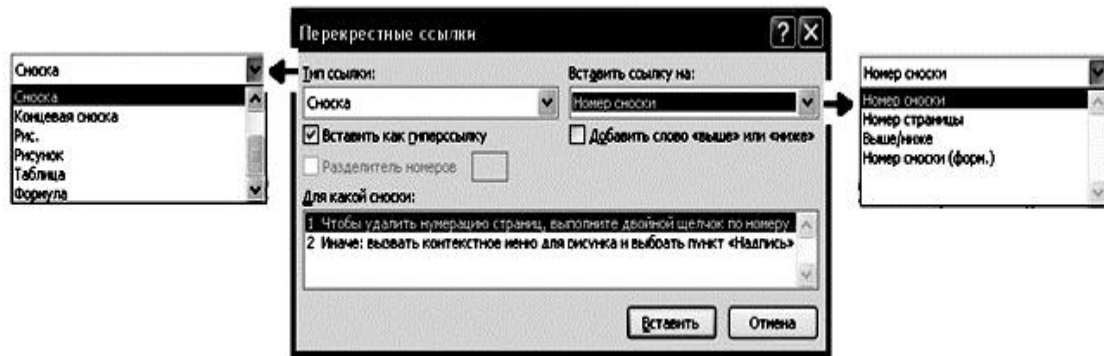 Перекрестные ссылки
Тип ссылки:
Вставить ссылку на:
Сноска
Номер сноски
Вставить как гиперссылку
Добавить слово «выше» или «ниже»
Разделитель номеров
Для какой сноски:
1 Чтобы удалить нумерацию страниц, выполните двойной щелчок по номеру
2 Иначе: вызвать контекстное меню для рисунка и выбрать пункт «Надпись»
Вставить
Отмена
Сноска
Сноска
Концевая сноска
Рис.
Рисунок
Таблица
Формула
Номер сноски
Номер сноски
Номер страницы
Выше/ниже
Номер сноски (форм.)